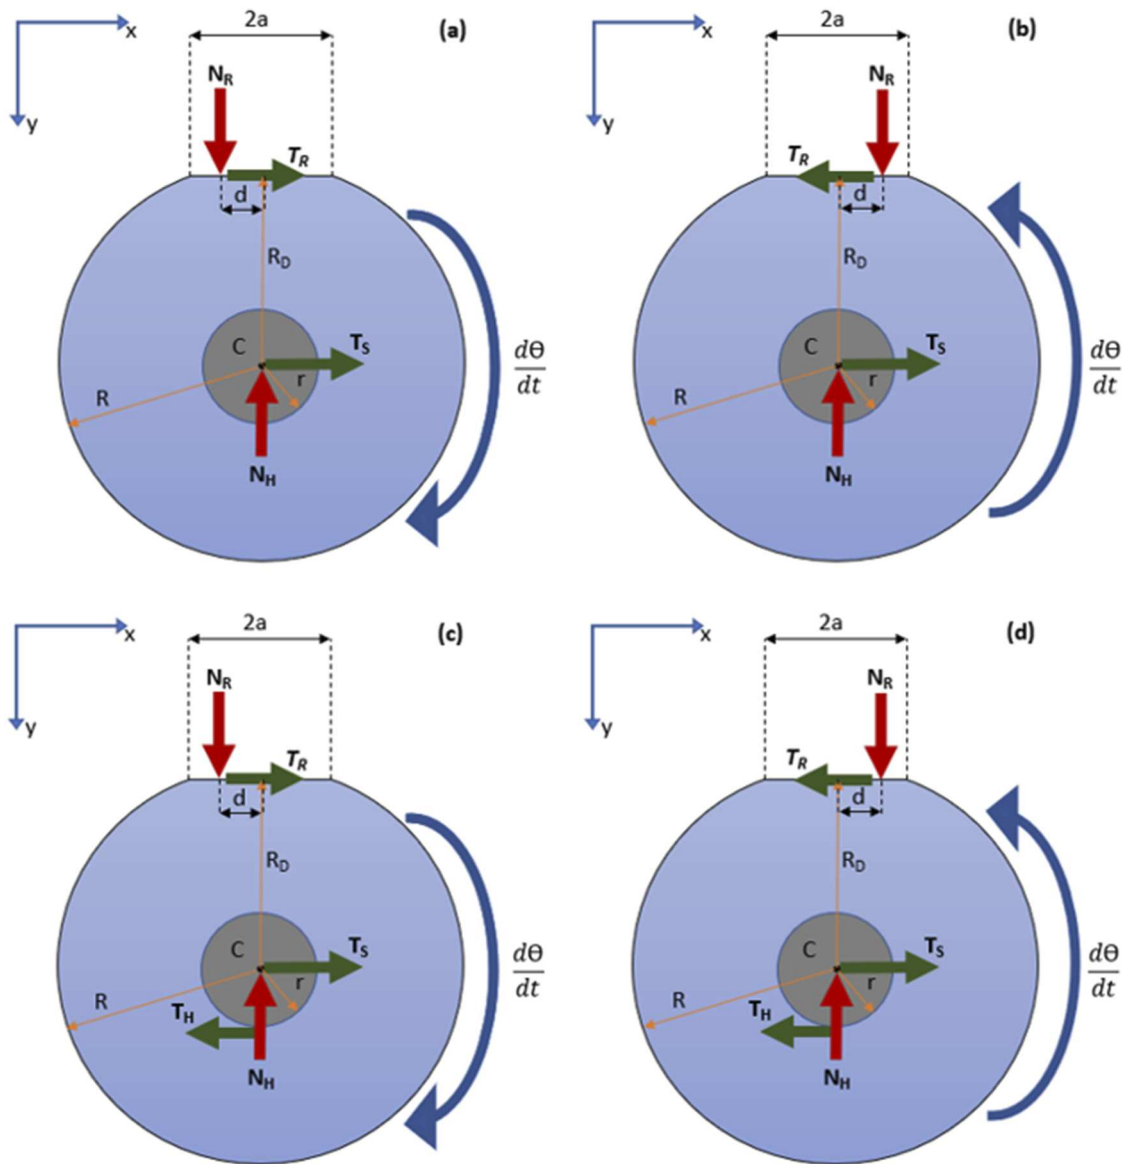 2a
x
(a)
N_R
y
T_R
d
R_D
C
T_S
R
r
dΘ
dt
N_H
2a
x
(b)
N_R
y
T_R
d
R_D
C
T_S
R
r
dΘ
dt
N_H
2a
x
(c)
N_R
y
T_R
d
R_D
C
T_S
R
r
T_H
dΘ
dt
N_H
2a
x
(d)
N_R
y
T_R
d
R_D
C
T_S
R
r
T_H
dΘ
dt
N_H